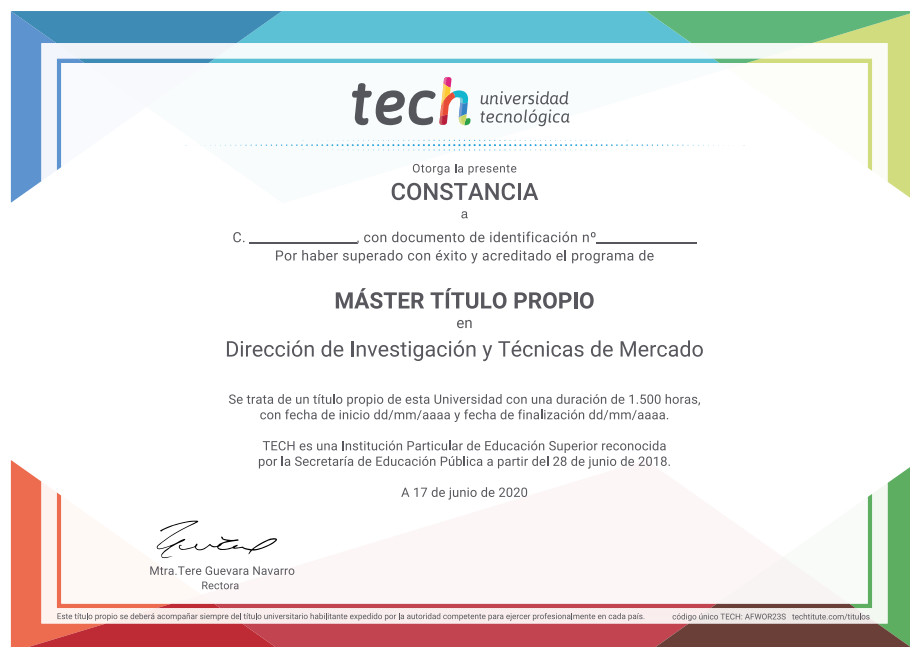 tech universidad
tecnológica
Otorga la presente
CONSTANCIA
a
C. ____________, con documento de identificación nº____________
Por haber superado con éxito y acreditado el programa de
MÁSTER TÍTULO PROPIO
en
Dirección de Investigación y Técnicas de Mercado
Se trata de un título propio de esta Universidad con una duración de 1.500 horas,
con fecha de inicio dd/mm/aaaa y fecha de finalización dd/mm/aaaa.
TECH es una Institución Particular de Educación Superior reconocida
por la Secretaría de Educación Pública a partir del 28 de junio de 2018.
A 17 de junio de 2020
Mtra.Tere Guevara Navarro
Rectora
Este título propio se deberá acompañar siempre del título universitario habilitante expedido por la autoridad competente para ejercer profesionalmente en cada país. código único TECH: AFWOR23S techtitute.com/titulos